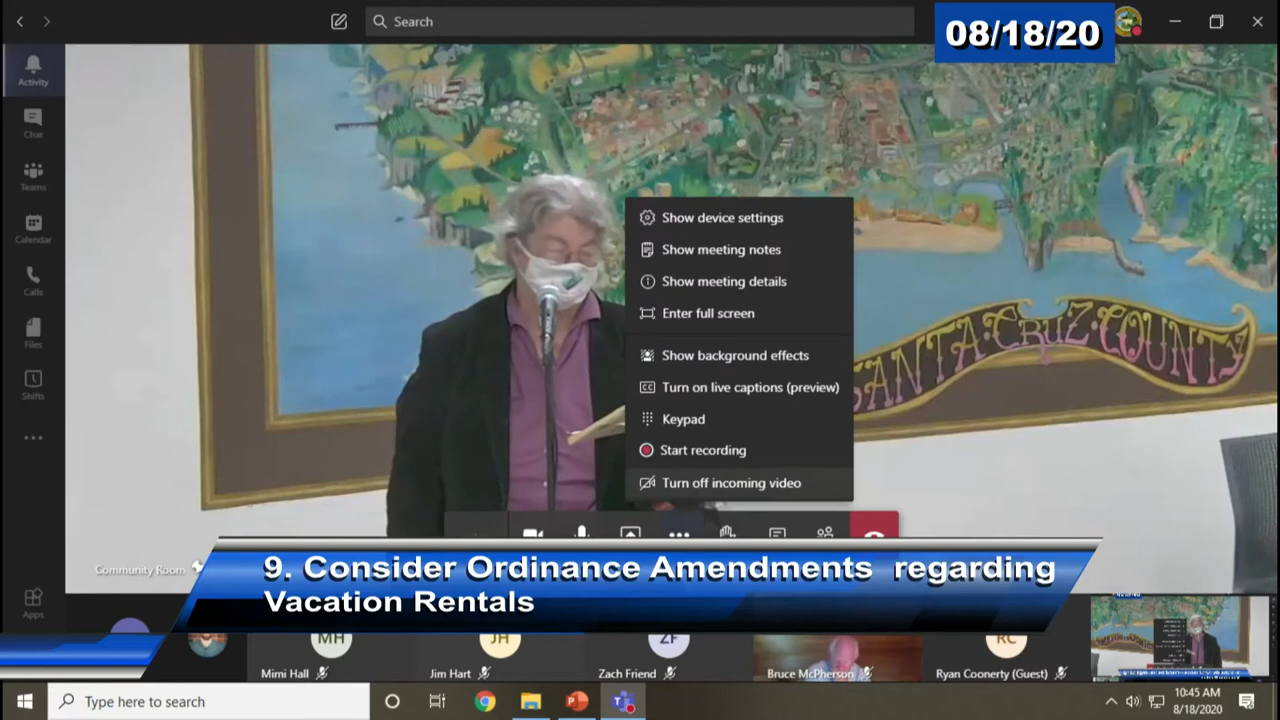 Search
08/18/20
Activity
Chat
Teams
Calendar
Calls
Files
Shifts
Apps
Show device settings
Show meeting notes
Show meeting details
Enter full screen
Show background effects
Turn on live captions (preview)
Keypad
Start recording
Turn off incoming video
SANTA·CRUZ·COUNTY
Community Room
9. Consider Ordinance Amendments regarding
Vacation Rentals
MH
JH
ZF
RC
Mimi Hall
Jim Hart
Zach Friend
Bruce McPherson
Ryan Coonerty (Guest)
Type here to search
10:45 AM
8/18/2020